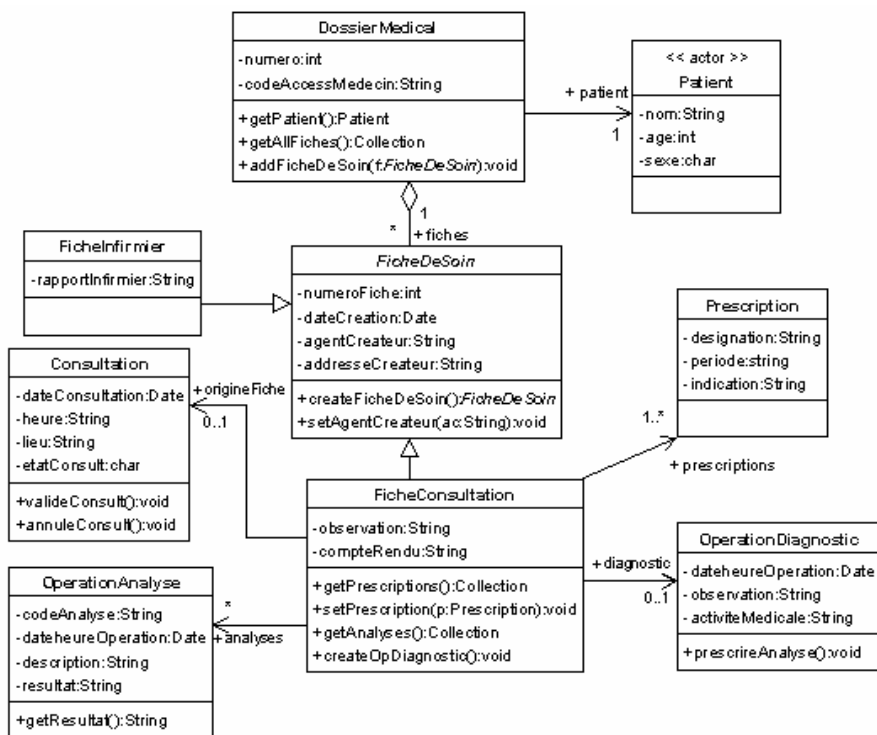 DossierMedical
-numero:int
-codeAccessMedecin:String
+getPatient():Patient
+getAllFiches():Collection
+addFicheDeSoin(f:FicheDeSoin):void
+ patient
1
<< actor >>
Patient
-nom:String
-age:int
-sexe:char
1
*
+ fiches
FicheInfirmier
-rapportInfirmier:String
FicheDeSoin
-numeroFiche:int
-dateCreation:Date
-agentCreateur:String
-addresseCreateur:String
+createFicheDeSoin():FicheDeSoin
+setAgentCreateur(ac:String):void
Prescription
- designation:String
- periode:string
- indication:String
1..*
+ prescriptions
Consultation
-dateConsultation:Date
-heure:String
-lieu:String
-etatConsult:char
+valideConsult():void
+annuleConsult():void
+origineFiche
0..1
FicheConsultation
-observation:String
-compteRendu:String
+getPrescriptions():Collection
+setPrescription(p:Prescription):void
+getAnalyses():Collection
+createOpDiagnostic():void
+ diagnostic
0..1
OperationDiagnostic
- dateheureOperation:Date
- observation:String
- activiteMedicale:String
+prescrireAnalyse():void
OperationAnalyse
-codeAnalyse:String
-dateheureOperation:Date
-description:String
-resultat:String
+getResultat():String
*
+analyses